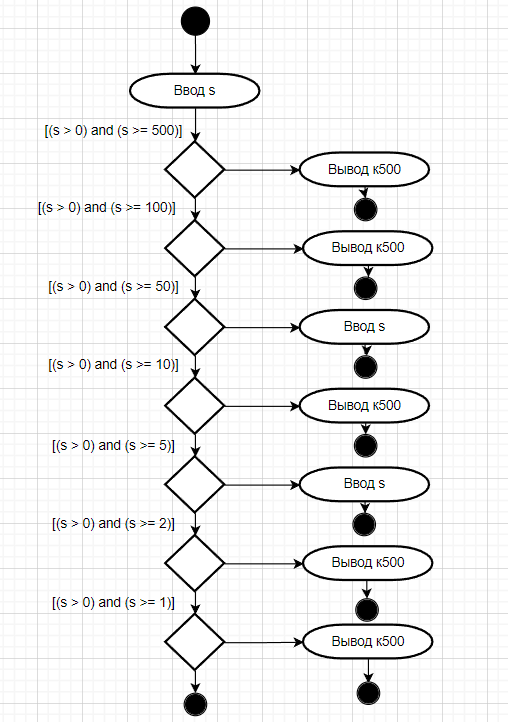 Ввод s
[(s > 0) and (s >= 500)]
Вывод к500
[(s > 0) and (s >= 100)]
Вывод к500
[(s > 0) and (s >= 50)]
Ввод s
[(s > 0) and (s >= 10)]
Вывод к500
[(s > 0) and (s >= 5)]
Ввод s
[(s > 0) and (s >= 2)]
Вывод к500
[(s > 0) and (s >= 1)]
Вывод к500